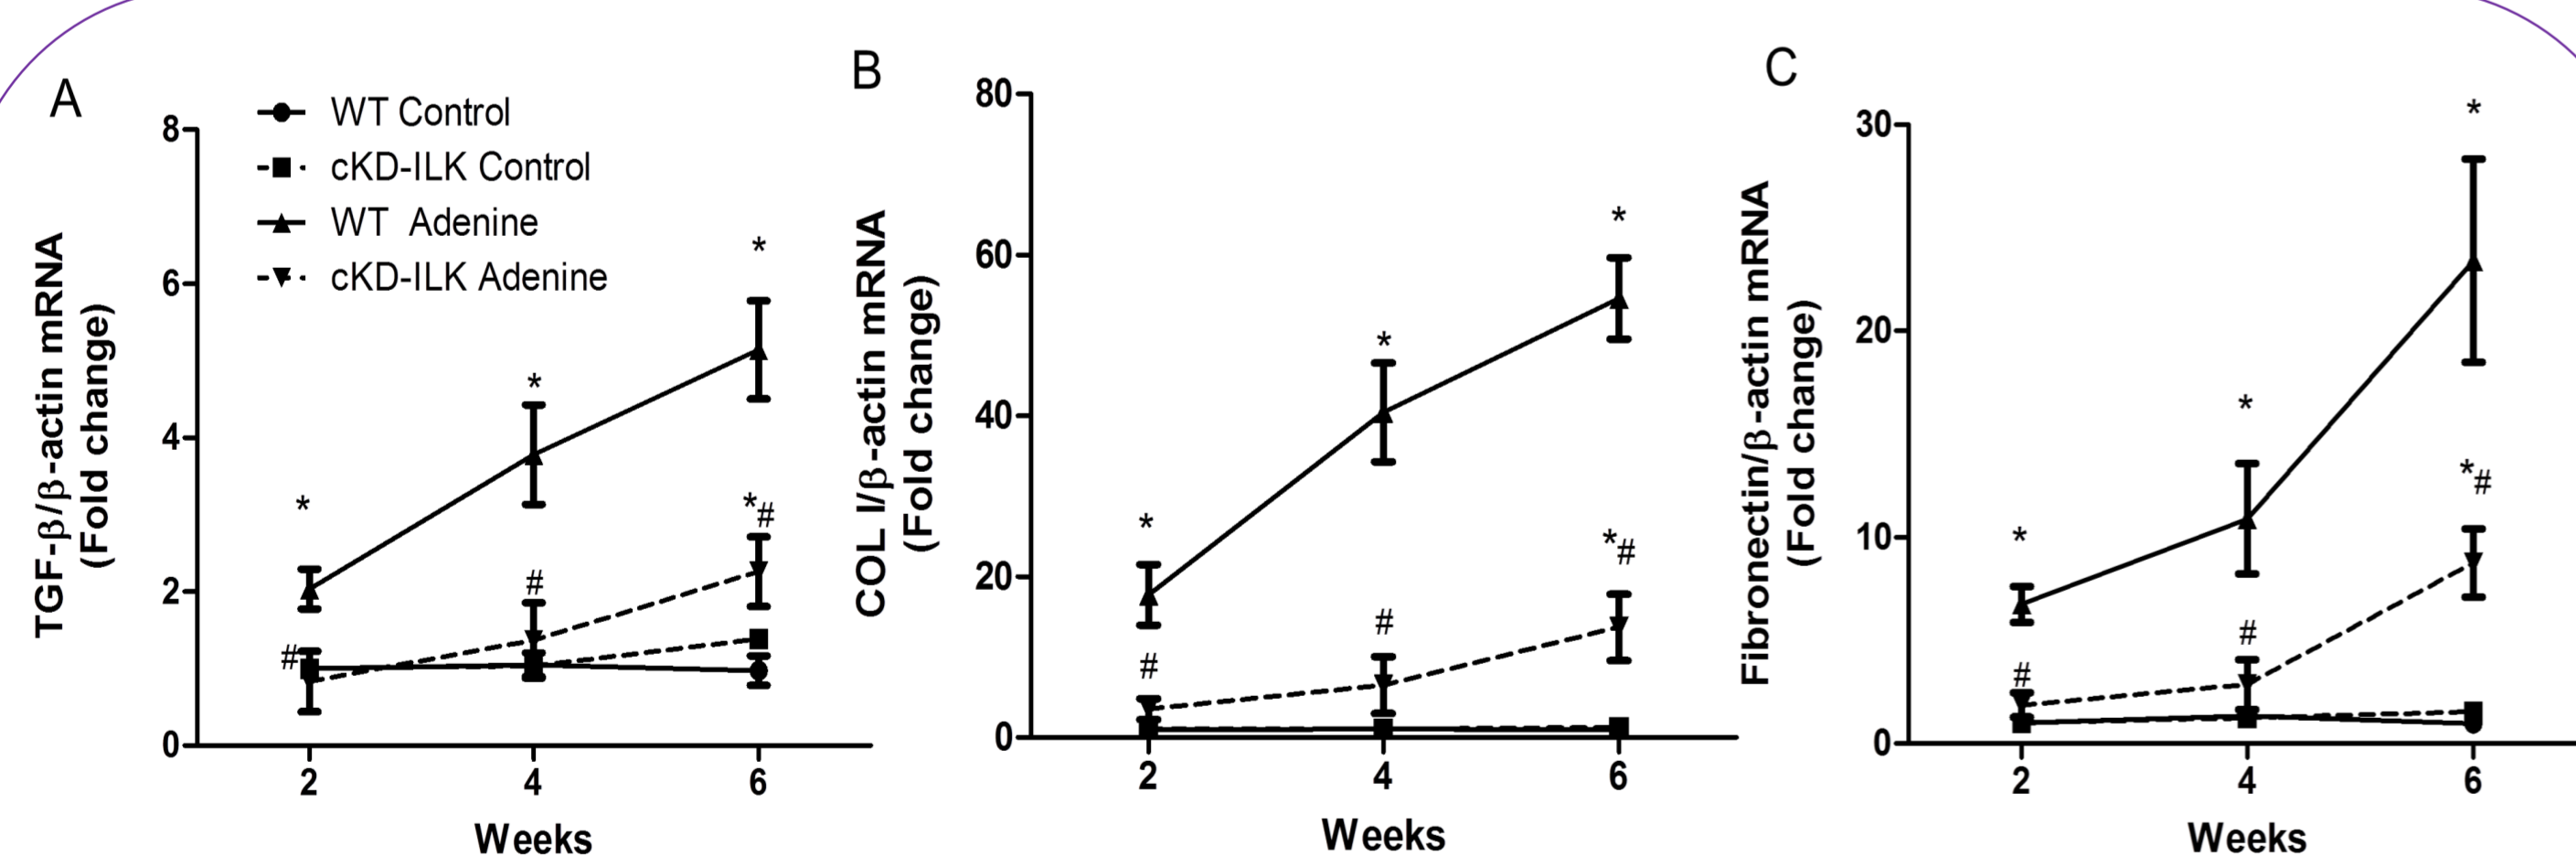 A
WT Control
cKD-ILK Control
WT Adenine
cKD-ILK Adenine
TGF-β/β-actin mRNA
(Fold change)
8
6
4
2
0
*
*
*
#
#
*#
2 4 6
Weeks
B
COL I/β-actin mRNA
(Fold change)
80
60
40
20
0
*
*
*
#
#
*#
2 4 6
Weeks
C
Fibronectin/β-actin mRNA
(Fold change)
30
20
10
0
*
*
*
#
#
*#
2 4 6
Weeks